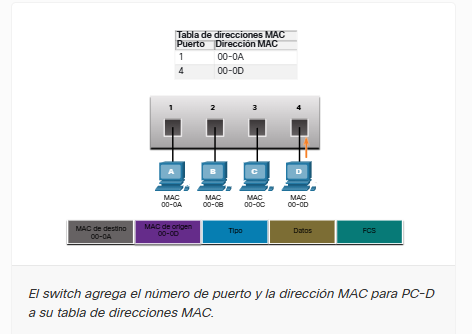 Tabla de direcciones MAC
Puerto Dirección MAC
1 00-0A
4 00-0D
1 2 3 4
A B C D
MAC MAC MAC MAC
00-0A 00-0B 00-0C 00-0D
MAC de destino MAC de origen Tipo Datos FCS
00-0A 00-0D
El switch agrega el número de puerto y la dirección MAC para PC-D
a su tabla de direcciones MAC.